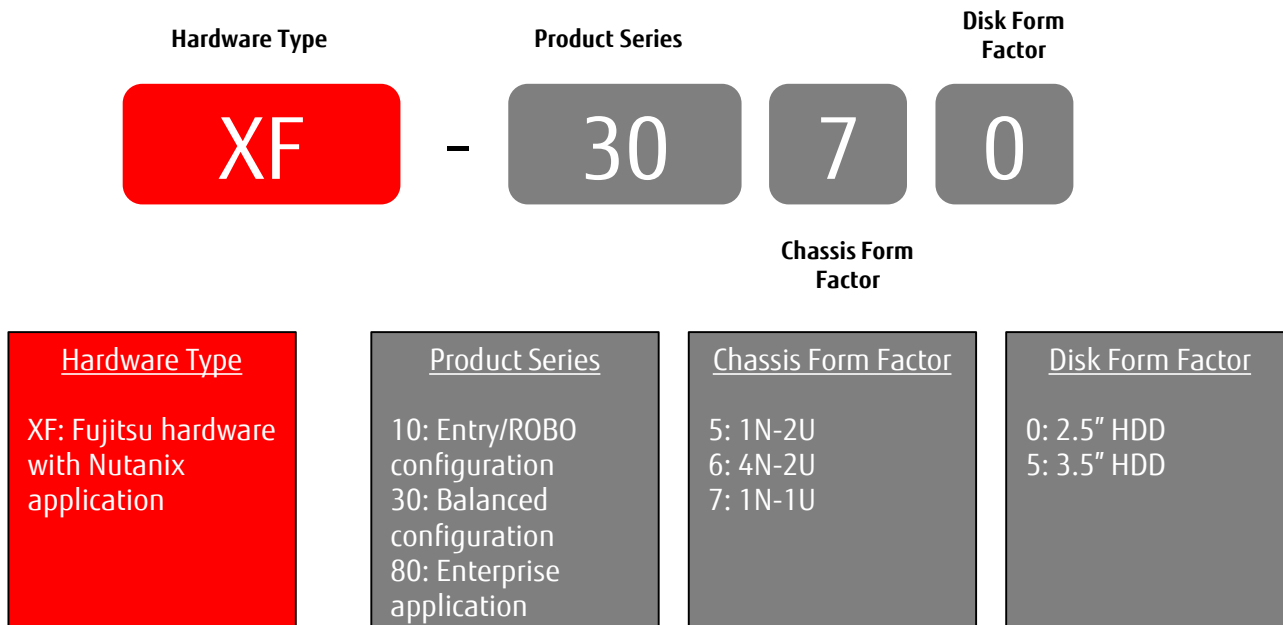 Hardware Type
Product Series
Disk Form
Factor
XF
-
30
7
0
Chassis Form
Factor
Hardware Type
XF: Fujitsu hardware
with Nutanix
application
Product Series
10: Entry/ROBO
configuration
30: Balanced
configuration
80: Enterprise
application
Chassis Form Factor
5: 1N-2U
6: 4N-2U
7: 1N-1U
Disk Form Factor
0: 2.5" HDD
5: 3.5" HDD